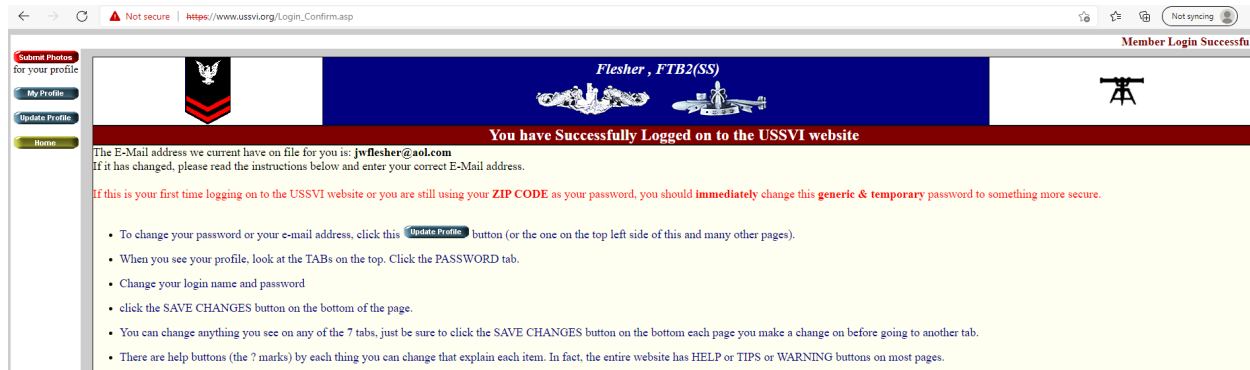 Not secure | https://www.ussvi.org/Login_Confirm.asp
Not syncing
Member Login Successfu
Submit Photos
for your profile
My Profile
Update Profile
Home
Flesher , FTB2(SS)
You have Successfully Logged on to the USSVI website
The E-Mail address we current have on file for you is: jwflesher@aol.com
If it has changed, please read the instructions below and enter your correct E-Mail address.
If this is your first time logging on to the USSVI website or you are still using your ZIP CODE as your password, you should immediately change this generic & temporary password to something more secure.
• To change your password or your e-mail address, click this Update Profile button (or the one on the top left side of this and many other pages).
• When you see your profile, look at the TABs on the top. Click the PASSWORD tab.
• Change your login name and password
• click the SAVE CHANGES button on the bottom of the page.
• You can change anything you see on any of the 7 tabs, just be sure to click the SAVE CHANGES button on the bottom each page you make a change on before going to another tab.
• There are help buttons (the ? marks) by each thing you can change that explain each item. In fact, the entire website has HELP or TIPS or WARNING buttons on most pages.